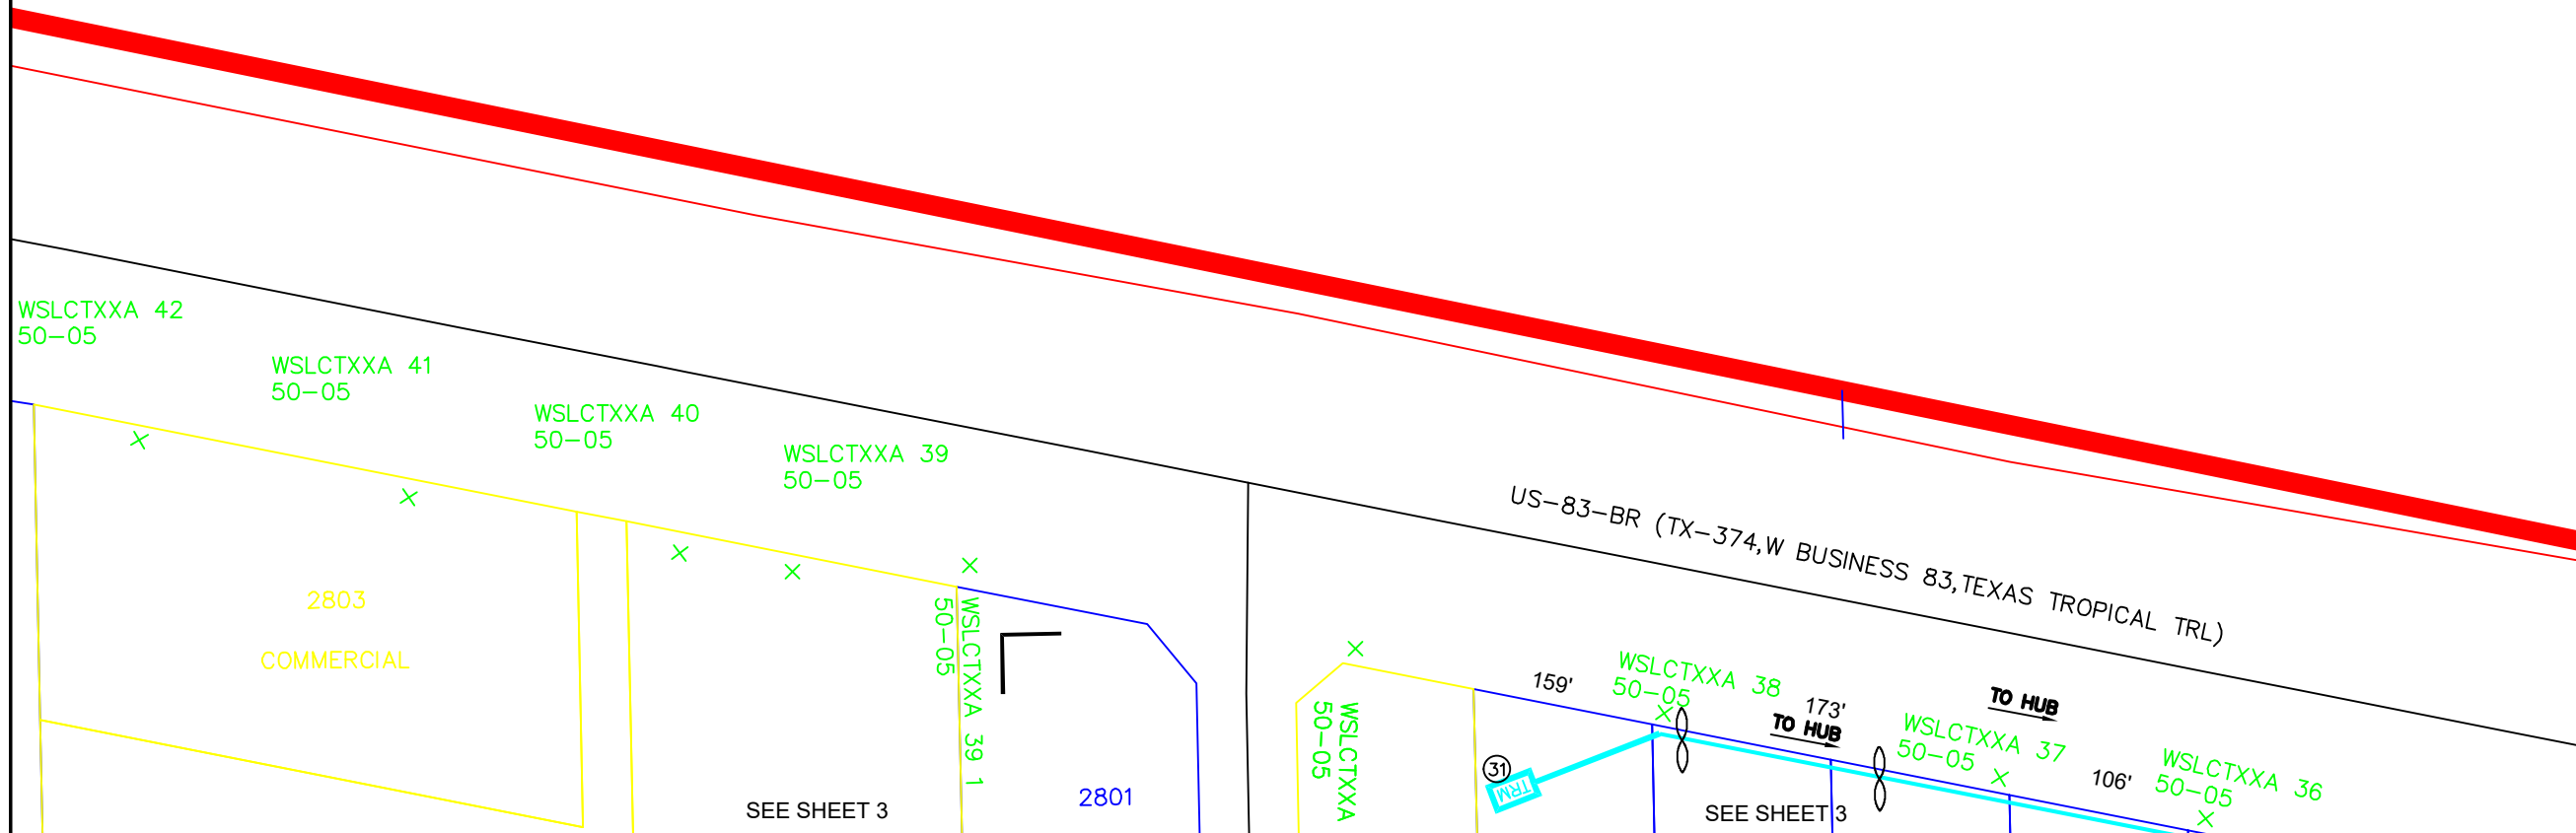 WSLCTXXA 42
50-05
WSLCTXXA 41
50-05
WSLCTXXA 40
50-05
WSLCTXXA 39
50-05
US-83-BR (TX-374,W BUSINESS 83,TEXAS TROPICAL TRL)
2803
COMMERCIAL
WSLCTXXA 39 1
50-05
2801
SEE SHEET 3
WSLCTXXA
50-05
159'
WSLCTXXA 38
50-05
173'
TO HUB
TO HUB
WSLCTXXA 37
50-05
106'
WSLCTXXA 36
50-05
31
TRM
SEE SHEET 3